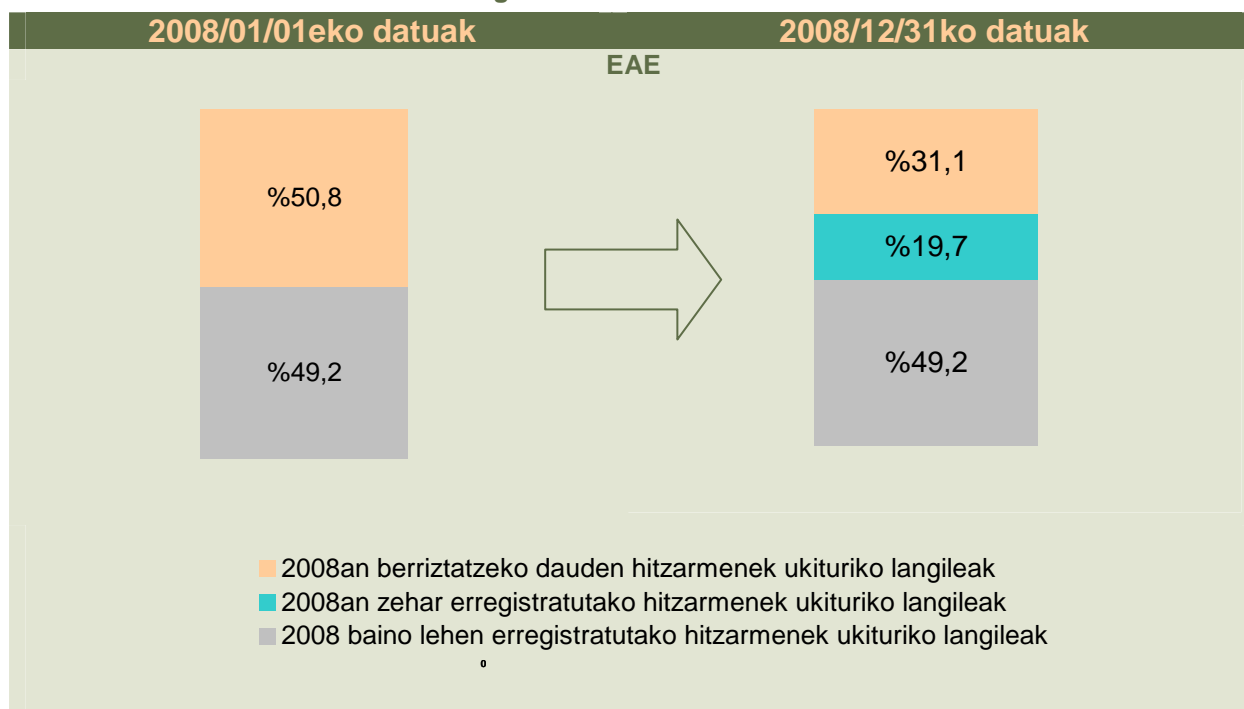 2008/01/01eko datuak 2008/12/31ko datuak
EAE
%50,8
%49,2
%31,1
%19,7
%49,2
2008an berriztatzeko dauden hitzarmenek ukituriko langileak
2008an zehar erregistratutako hitzarmenek ukituriko langileak
2008 baino lehen erregistratutako hitzarmenek ukituriko langileak
0